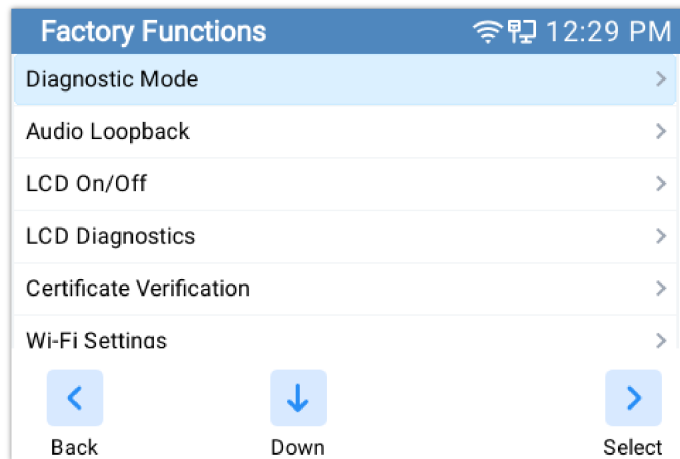 Factory Functions 12:29 PM
Diagnostic Mode
Audio Loopback
LCD On/Off
LCD Diagnostics
Certificate Verification
Wi-Fi Settings
Back Down Select